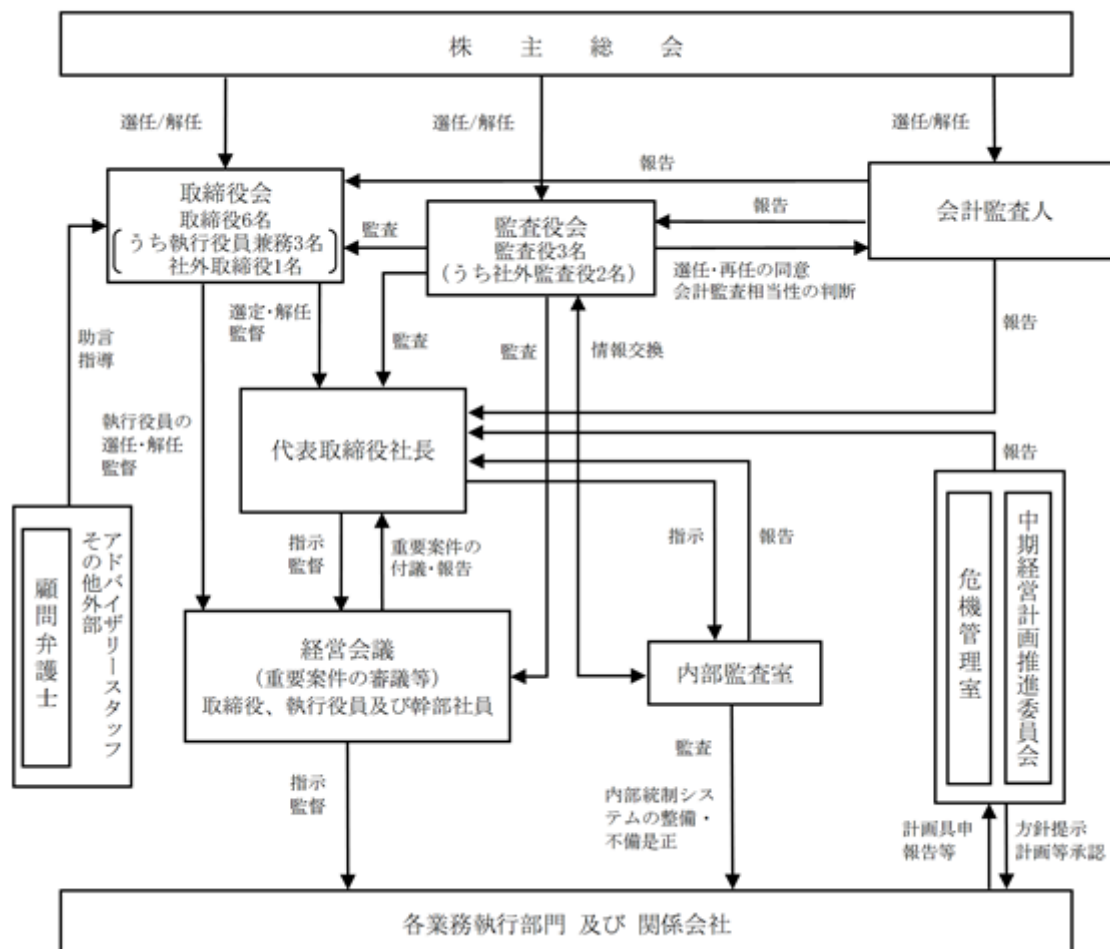 株 主 総 会
選任/解任
選任/解任
選任/解任
報告
取締役会
取締役6名
うち執行役員兼務3名
社外取締役1名
監査
監査役会
監査役3名
(うち社外監査役2名)
報告
会計監査人
選任・再任の同意
会計監査相当性の判断
選定・解任
監督
助言
指導
監査
監査
情報交換
報告
執行役員の
選任・解任
監督
代表取締役社長
報告
アドバイザリースタッフ
その他外部
顧問弁護士
指示
監督
重要案件の
付議・報告
指示
報告
中期経営計画推進委員会
危機管理室
経営会議
(重要案件の審議等)
取締役、執行役員及び幹部社員
内部監査室
指示
監督
監査
内部統制シス
テムの整備・
不備是正
計画具申
報告等
方針提示
計画等承認
各業務執行部門 及び 関係会社